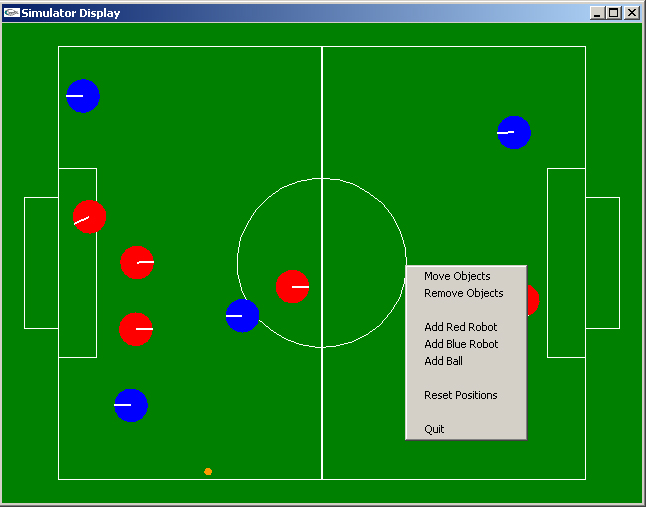 Simulator Display
Move Objects
Remove Objects
Add Red Robot
Add Blue Robot
Add Ball
Reset Positions
Quit